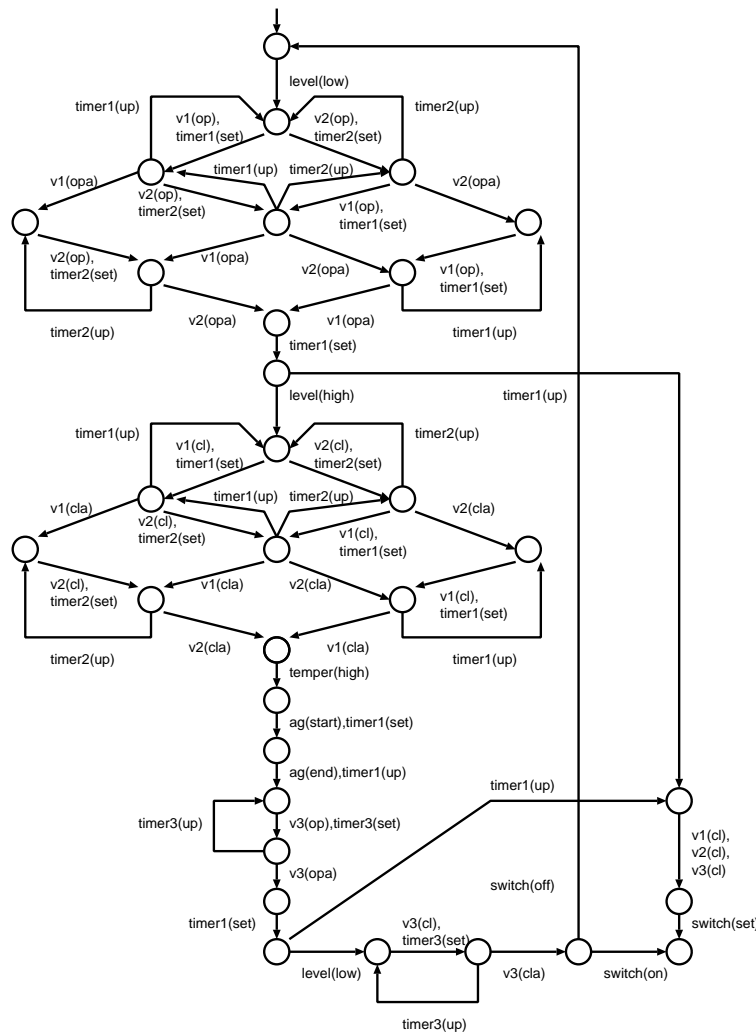 level(low)
timer1(up)
v1(op),
timer1(set)
v2(op),
timer2(set)
timer2(up)
timer1(up)
timer2(up)
v1(opa)
v2(op),
timer2(set)
v1(op),
timer1(set)
v2(opa)
v2(op),
timer2(set)
v1(opa)
v2(opa)
v1(op),
timer1(set)
timer2(up)
v2(opa)
v1(opa)
timer1(up)
timer1(set)
level(high)
timer1(up)
timer1(up)
v1(cl),
timer1(set)
v2(cl),
timer2(set)
timer2(up)
timer1(up)
timer2(up)
v1(cla)
v2(cl),
timer2(set)
v1(cl),
timer1(set)
v2(cla)
v2(cl),
timer2(set)
v1(cla)
v2(cla)
v1(cl),
timer1(set)
timer2(up)
v2(cla)
v1(cla)
timer1(up)
temper(high)
ag(start),timer1(set)
ag(end),timer1(up)
timer1(up)
timer3(up)
v3(op),timer3(set)
v1(cl),
v2(cl),
v3(cl)
v3(opa)
switch(off)
timer1(set)
v3(cl),
timer3(set)
switch(set)
level(low)
v3(cla)
switch(on)
timer3(up)